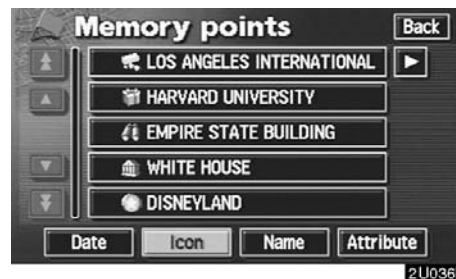 Memory points Back
LOS ANGELES INTERNATIONAL
HARVARD UNIVERSITY
EMPIRE STATE BUILDING
WHITE HOUSE
DISNEYLAND
Date Icon Name Attribute
2U036